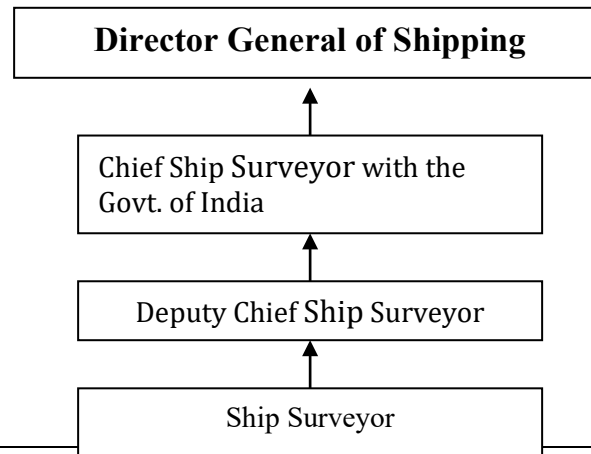 Director General of Shipping
Chief Ship Surveyor with the
Govt. of India
Deputy Chief Ship Surveyor
Ship Surveyor